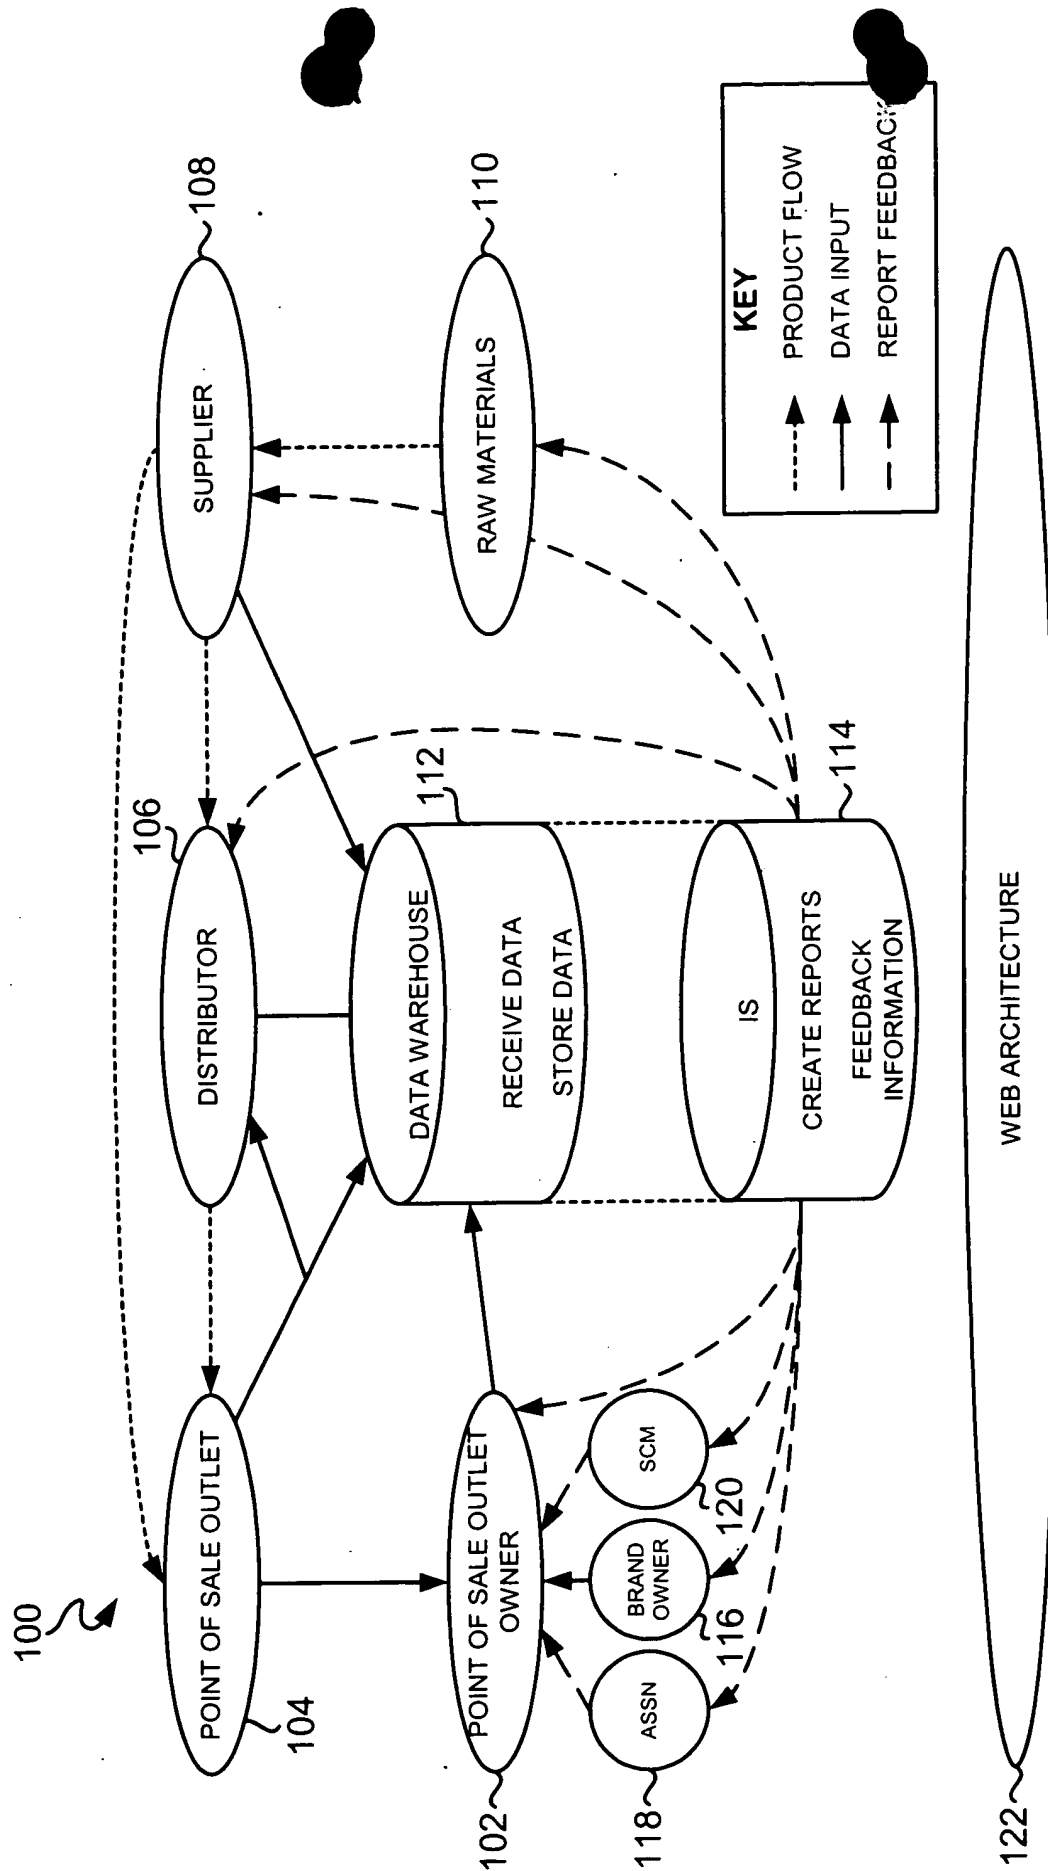 100
POINT OF SALE OUTLET
104
DISTRIBUTOR
106
SUPPLIER
108
POINT OF SALE OUTLET
OWNER
102
DATA WAREHOUSE
RECEIVE DATA
STORE DATA
112
RAW MATERIALS
110
ASSN
118
BRAND
OWNER
116
SCM
120
IS
CREATE REPORTS
FEEDBACK
INFORMATION
114
KEY
PRODUCT FLOW
DATA INPUT
REPORT FEEDBACK
WEB ARCHITECTURE
122